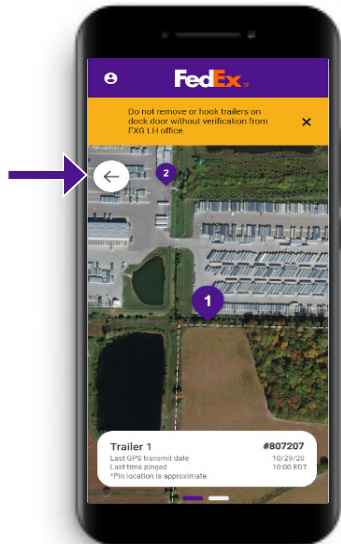 FedEx®
Do not remove or hook trailers on
dock door without verification from
FXG LH office.
2
1
Trailer 1 #807207
Last GPS transmit date 10/29/20
Last time pinged 10:00 EDT
*Pin location is approximate.